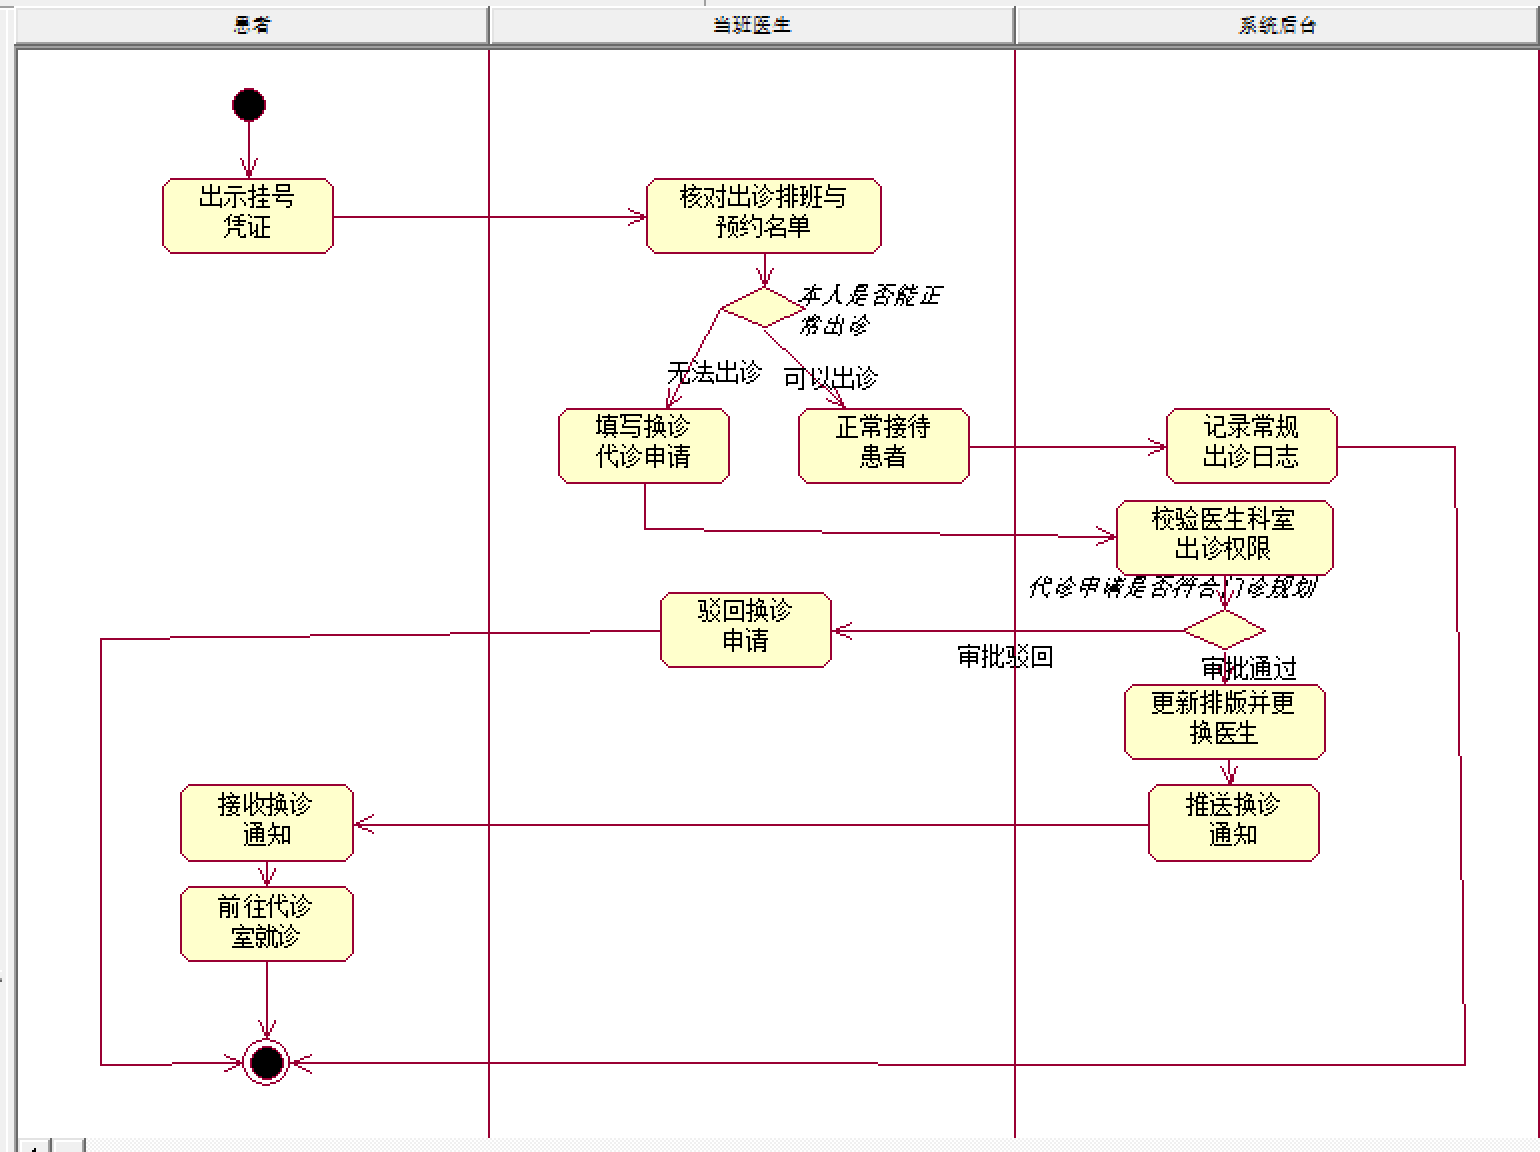 患者
当班医生
系统后台
出示挂号
凭证
核对出诊排班与
预约名单
本人是否能正
常出诊
无法出诊
可以出诊
填写换诊
代诊申请
正常接待
患者
记录常规
出诊日志
校验医生科室
出诊权限
代诊申请是否符合门诊规划
驳回换诊
申请
审批驳回
审批通过
更新排版并更
换医生
接收换诊
通知
推送换诊
通知
前往代诊
室就诊